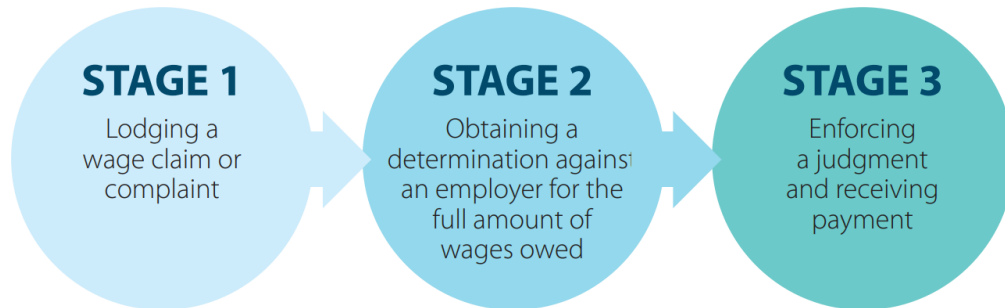 STAGE 1
Lodging a
wage claim or
complaint
STAGE 2
Obtaining a
determination against
an employer for the
full amount of
wages owed
STAGE 3
Enforcing
a judgment
and receiving
payment